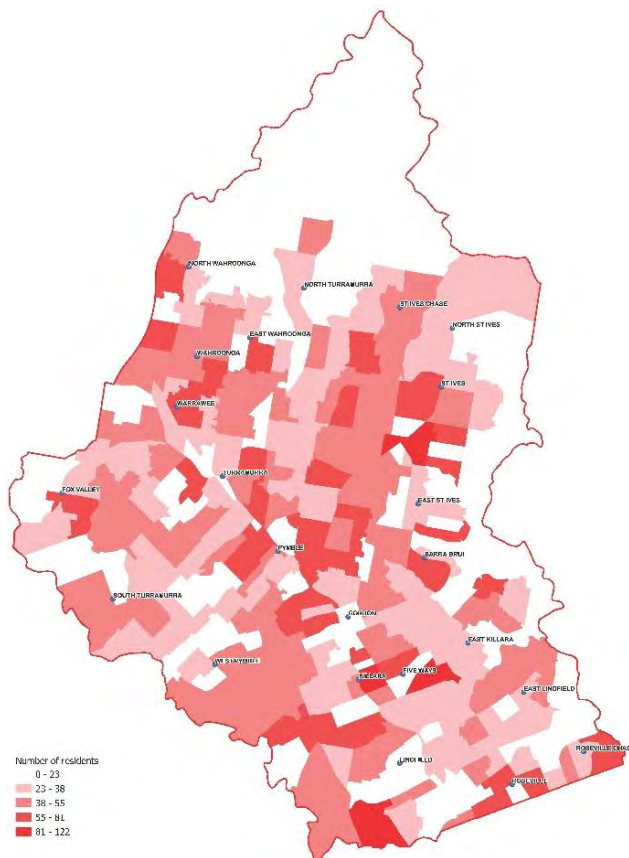 NORTH WAHROONGA
NORTH TURRAMURRA
ST IVES CHASE
NORTH ST IVES
EAST WAHROONGA
WAHROONGA
ST IVES
WARRAWEE
TURRAMURRA
FOX VALLEY
EAST ST IVES
PYMBLE
BARRA BRUI
SOUTH TURRAMURRA
GORDON
EAST KILLARA
WEST PYMBLE
KILLARA
FIVE WAYS
EAST LINDFIELD
ROSEVILLE CHASE
LINDFIELD
ROSEVILLE
Number of residents
0 - 23
23 - 38
38 - 55
55 - 81
81 - 122